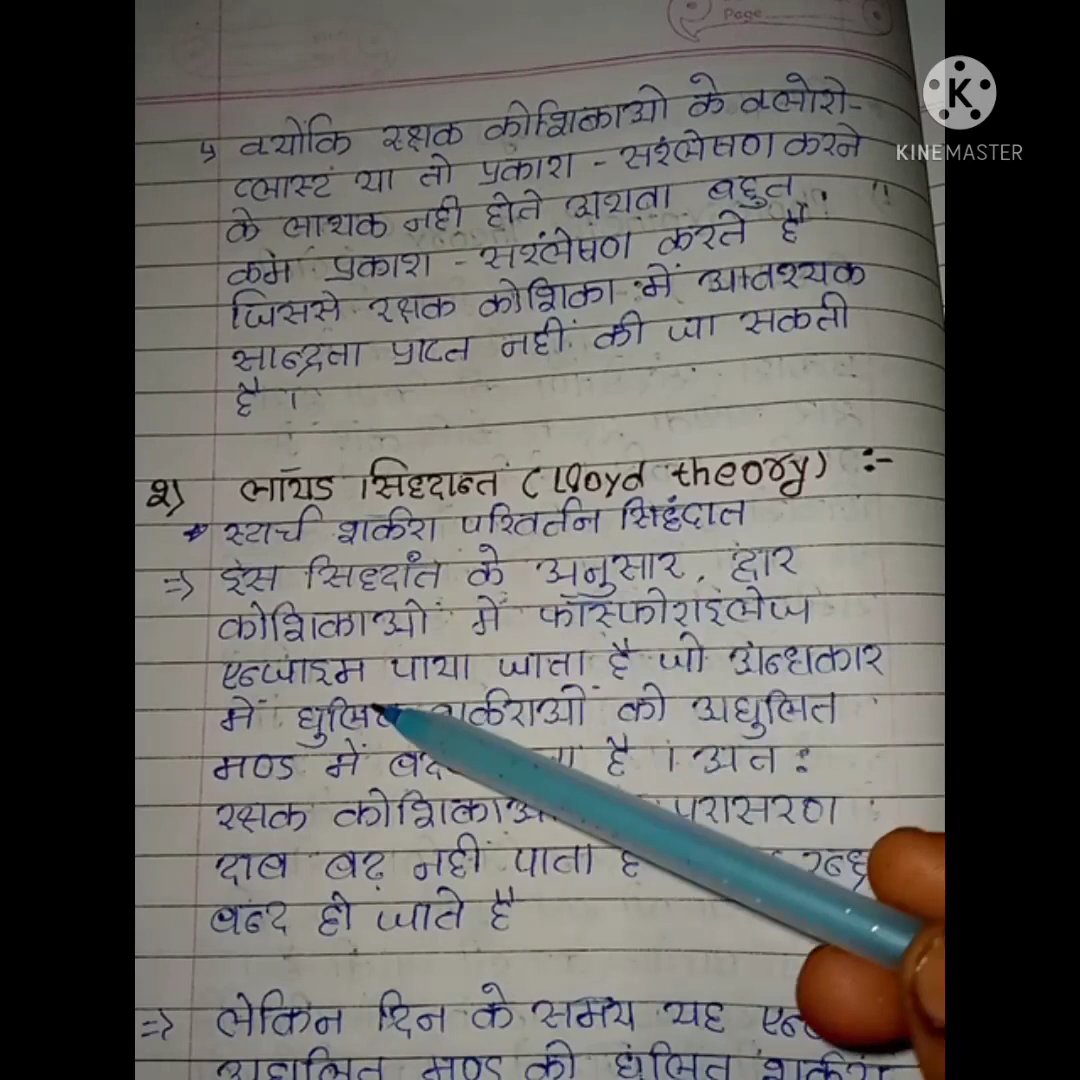 Page
K
KINEMASTER
↳ क्योंकि रक्षक कोशिकाओ के क्लोरो-
प्लास्ट या तो प्रकाश - संश्लेषण करने
के लायक नही होते अथवा बहुत
कम प्रकाश - संश्लेषण करते है
जिससे रक्षक कोशिका में आवश्यक
सान्द्रता प्राप्त नहीं की जा सकती
है ।
2) लॉयड सिद्धान्त (Lloyd theory) :-
* स्टार्च शर्करा परिवर्तन सिद्दांत
=> इस सिद्दांत के अनुसार, द्वार
कोशिकाओं में फॉस्फोराइलेज
एन्जाइम पाया जाता है जो अन्धकार
में शर्कराओं को अघुलित
मण्ड में है । अत :
रक्षक परासरण
दाब बढ़ नहीं पाता
बन्द हो जाते है
=> लेकिन दिन के समय यह
अघुलित मण्ड को घुलित